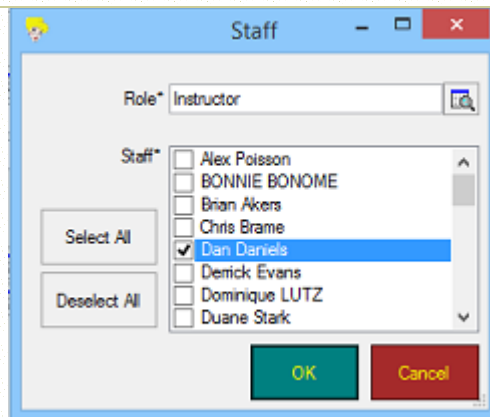 Staff
Role* Instructor
Staff*
Alex Poisson
BONNIE BONOME
Brian Akers
Chris Brame
Dan Daniels
Derrick Evans
Dominique LUTZ
Duane Stark
Select All
Deselect All
OK
Cancel